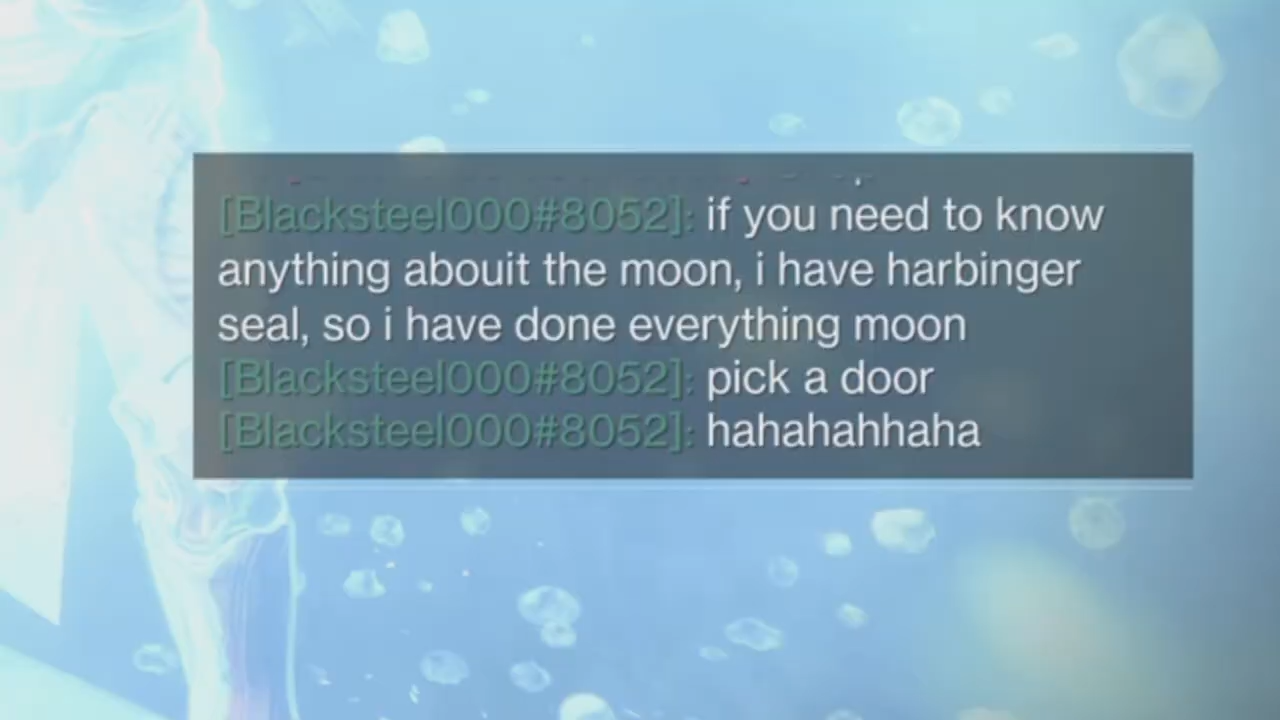 [Blacksteel000#8052]: if you need to know
anything abouit the moon, i have harbinger
seal, so i have done everything moon
[Blacksteel000#8052]: pick a door
[Blacksteel000#8052]: hahahahhaha